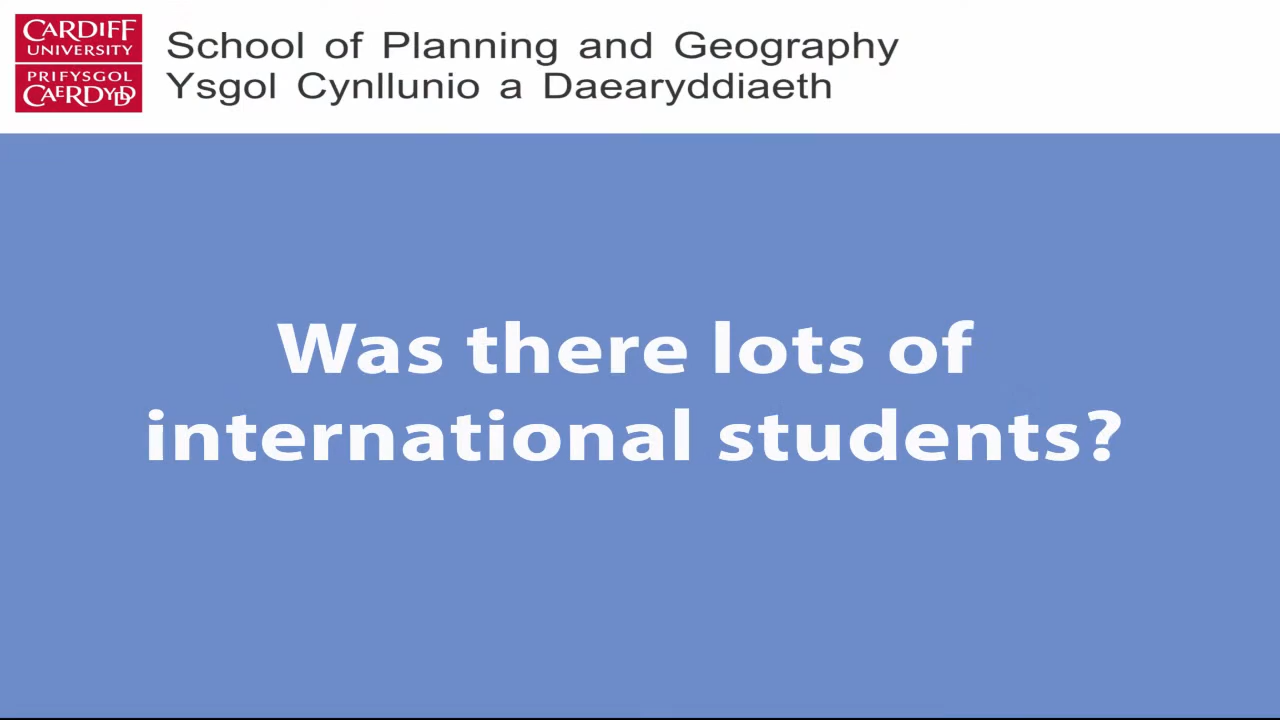 CARDIFF
UNIVERSITY
PRIFYSGOL
CAERDYDD
School of Planning and Geography
Ysgol Cynllunio a Daearyddiaeth
Was there lots of
international students?